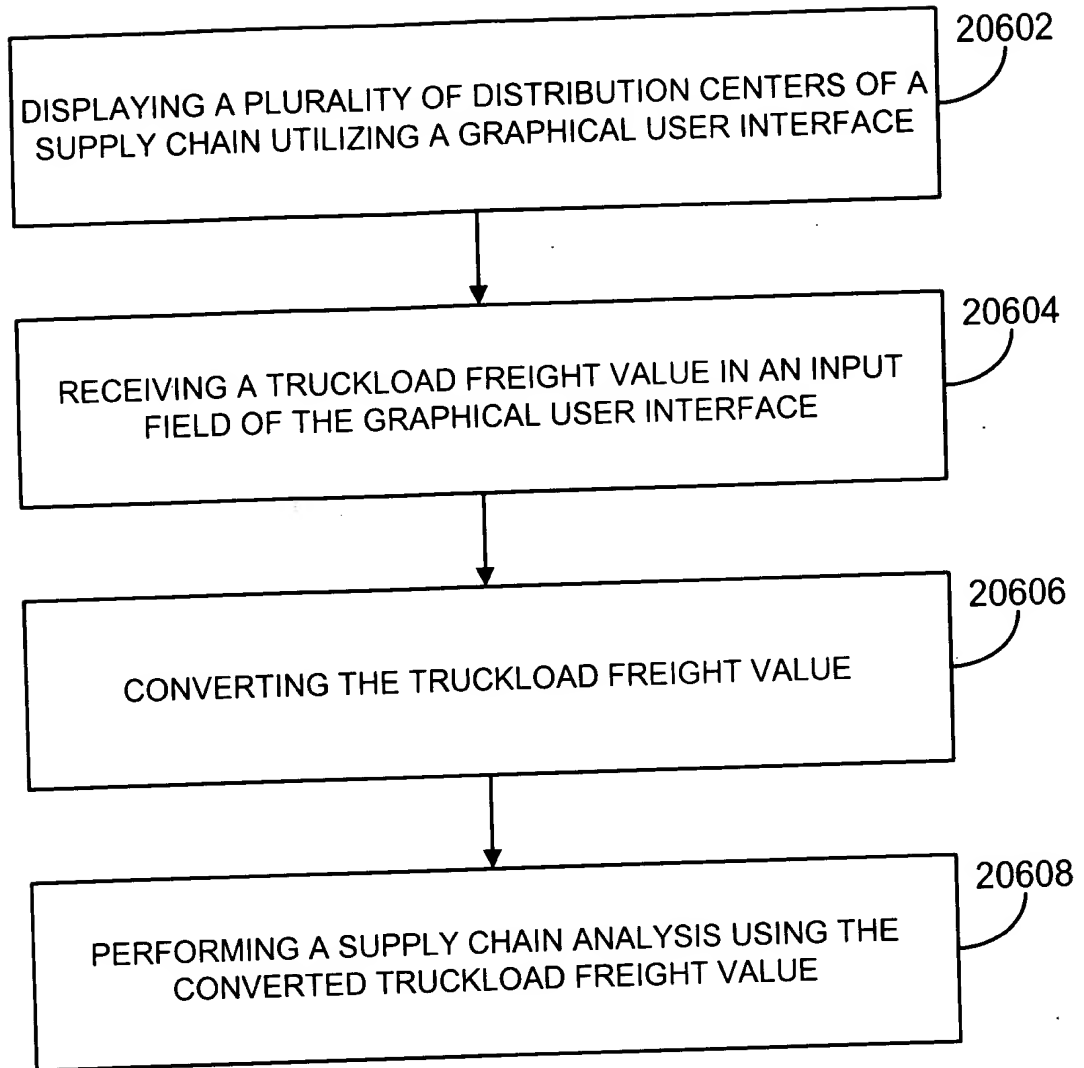 20602
DISPLAYING A PLURALITY OF DISTRIBUTION CENTERS OF A
SUPPLY CHAIN UTILIZING A GRAPHICAL USER INTERFACE
20604
RECEIVING A TRUCKLOAD FREIGHT VALUE IN AN INPUT
FIELD OF THE GRAPHICAL USER INTERFACE
20606
CONVERTING THE TRUCKLOAD FREIGHT VALUE
20608
PERFORMING A SUPPLY CHAIN ANALYSIS USING THE
CONVERTED TRUCKLOAD FREIGHT VALUE